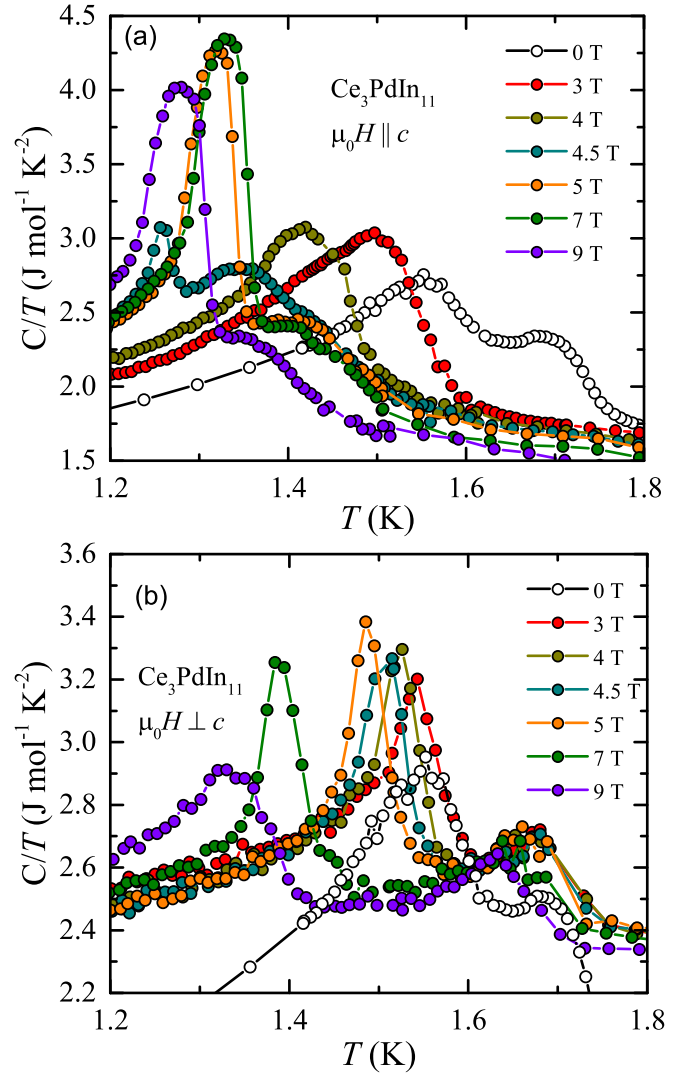 (a)
4.5
4.0
3.5
3.0
2.5
2.0
1.5
C/T (J mol⁻¹ K⁻²)
Ce₃PdIn₁₁
μ₀H ∥ c
0 T
3 T
4 T
4.5 T
5 T
7 T
9 T
1.2 1.4 1.6 1.8
T (K)
(b)
3.6
3.4
3.2
3.0
2.8
2.6
2.4
2.2
C/T (J mol⁻¹ K⁻²)
Ce₃PdIn₁₁
μ₀H ⊥ c
0 T
3 T
4 T
4.5 T
5 T
7 T
9 T
1.2 1.4 1.6 1.8
T (K)